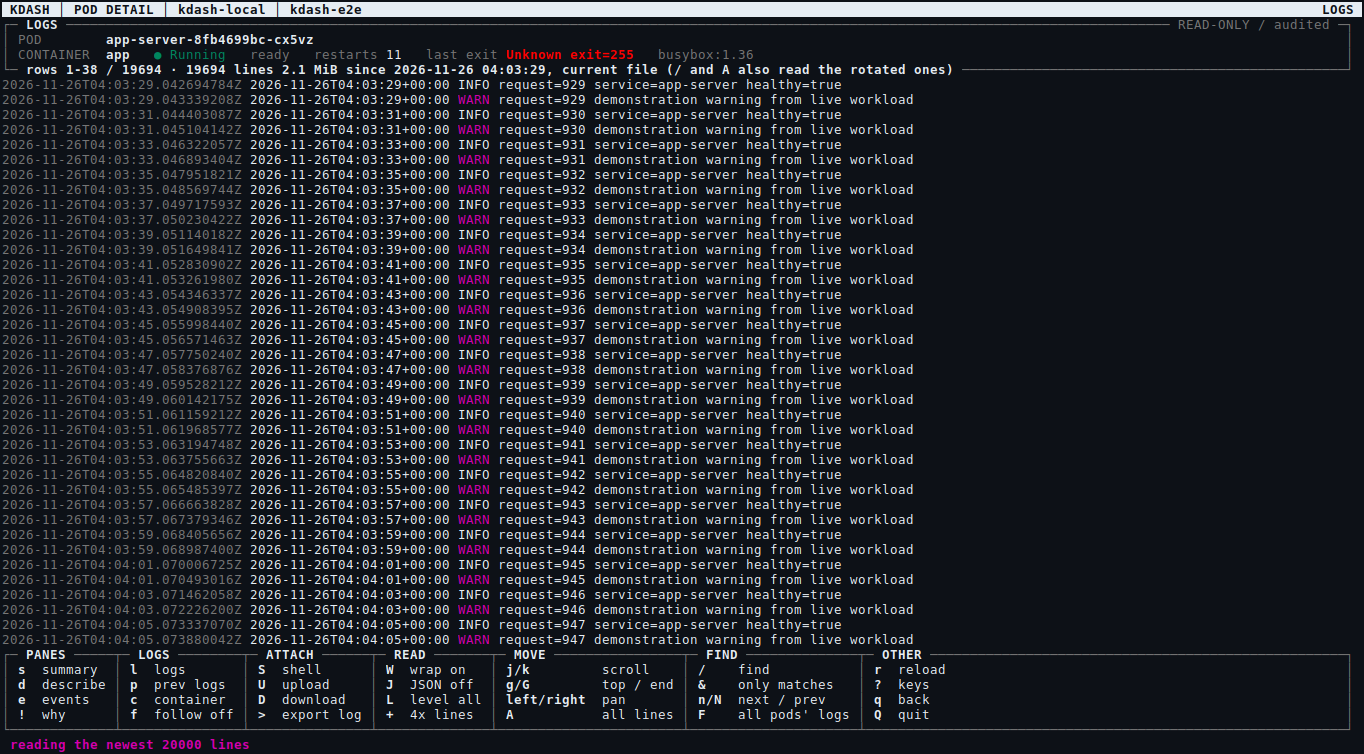 KDASH │ POD DETAIL │ kdash-local │ kdash-e2e LOGS
LOGS READ-ONLY / audited
POD app-server-8fb4699bc-cx5vz
CONTAINER app ● Running ready restarts 11 last exit Unknown exit=255 busybox:1.36
rows 1-38 / 19694 · 19694 lines 2.1 MiB since 2026-11-26 04:03:29, current file (/ and A also read the rotated ones)
2026-11-26T04:03:29.042694784Z 2026-11-26T04:03:29+00:00 INFO request=929 service=app-server healthy=true
2026-11-26T04:03:29.043339208Z 2026-11-26T04:03:29+00:00 WARN request=929 demonstration warning from live workload
2026-11-26T04:03:31.044403087Z 2026-11-26T04:03:31+00:00 INFO request=930 service=app-server healthy=true
2026-11-26T04:03:31.045104142Z 2026-11-26T04:03:31+00:00 WARN request=930 demonstration warning from live workload
2026-11-26T04:03:33.046322057Z 2026-11-26T04:03:33+00:00 INFO request=931 service=app-server healthy=true
2026-11-26T04:03:33.046893404Z 2026-11-26T04:03:33+00:00 WARN request=931 demonstration warning from live workload
2026-11-26T04:03:35.047951821Z 2026-11-26T04:03:35+00:00 INFO request=932 service=app-server healthy=true
2026-11-26T04:03:35.048569744Z 2026-11-26T04:03:35+00:00 WARN request=932 demonstration warning from live workload
2026-11-26T04:03:37.049717593Z 2026-11-26T04:03:37+00:00 INFO request=933 service=app-server healthy=true
2026-11-26T04:03:37.050230422Z 2026-11-26T04:03:37+00:00 WARN request=933 demonstration warning from live workload
2026-11-26T04:03:39.051140182Z 2026-11-26T04:03:39+00:00 INFO request=934 service=app-server healthy=true
2026-11-26T04:03:39.051649841Z 2026-11-26T04:03:39+00:00 WARN request=934 demonstration warning from live workload
2026-11-26T04:03:41.052830902Z 2026-11-26T04:03:41+00:00 INFO request=935 service=app-server healthy=true
2026-11-26T04:03:41.053261980Z 2026-11-26T04:03:41+00:00 WARN request=935 demonstration warning from live workload
2026-11-26T04:03:43.054346337Z 2026-11-26T04:03:43+00:00 INFO request=936 service=app-server healthy=true
2026-11-26T04:03:43.054908395Z 2026-11-26T04:03:43+00:00 WARN request=936 demonstration warning from live workload
2026-11-26T04:03:45.055998440Z 2026-11-26T04:03:45+00:00 INFO request=937 service=app-server healthy=true
2026-11-26T04:03:45.056571463Z 2026-11-26T04:03:45+00:00 WARN request=937 demonstration warning from live workload
2026-11-26T04:03:47.057750240Z 2026-11-26T04:03:47+00:00 INFO request=938 service=app-server healthy=true
2026-11-26T04:03:47.058376876Z 2026-11-26T04:03:47+00:00 WARN request=938 demonstration warning from live workload
2026-11-26T04:03:49.059528212Z 2026-11-26T04:03:49+00:00 INFO request=939 service=app-server healthy=true
2026-11-26T04:03:49.060142175Z 2026-11-26T04:03:49+00:00 WARN request=939 demonstration warning from live workload
2026-11-26T04:03:51.061159212Z 2026-11-26T04:03:51+00:00 INFO request=940 service=app-server healthy=true
2026-11-26T04:03:51.061968577Z 2026-11-26T04:03:51+00:00 WARN request=940 demonstration warning from live workload
2026-11-26T04:03:53.063194748Z 2026-11-26T04:03:53+00:00 INFO request=941 service=app-server healthy=true
2026-11-26T04:03:53.063755663Z 2026-11-26T04:03:53+00:00 WARN request=941 demonstration warning from live workload
2026-11-26T04:03:55.064820840Z 2026-11-26T04:03:55+00:00 INFO request=942 service=app-server healthy=true
2026-11-26T04:03:55.065485397Z 2026-11-26T04:03:55+00:00 WARN request=942 demonstration warning from live workload
2026-11-26T04:03:57.066663828Z 2026-11-26T04:03:57+00:00 INFO request=943 service=app-server healthy=true
2026-11-26T04:03:57.067379346Z 2026-11-26T04:03:57+00:00 WARN request=943 demonstration warning from live workload
2026-11-26T04:03:59.068405656Z 2026-11-26T04:03:59+00:00 INFO request=944 service=app-server healthy=true
2026-11-26T04:03:59.068987400Z 2026-11-26T04:03:59+00:00 WARN request=944 demonstration warning from live workload
2026-11-26T04:04:01.070006725Z 2026-11-26T04:04:01+00:00 INFO request=945 service=app-server healthy=true
2026-11-26T04:04:01.070493016Z 2026-11-26T04:04:01+00:00 WARN request=945 demonstration warning from live workload
2026-11-26T04:04:03.071462058Z 2026-11-26T04:04:03+00:00 INFO request=946 service=app-server healthy=true
2026-11-26T04:04:03.072226200Z 2026-11-26T04:04:03+00:00 WARN request=946 demonstration warning from live workload
2026-11-26T04:04:05.073337070Z 2026-11-26T04:04:05+00:00 INFO request=947 service=app-server healthy=true
2026-11-26T04:04:05.073880042Z 2026-11-26T04:04:05+00:00 WARN request=947 demonstration warning from live workload
PANES LOGS ATTACH READ MOVE FIND OTHER
s summary l logs S shell W wrap on j/k scroll / find r reload
d describe p prev logs U upload J JSON off g/G top / end & only matches ? keys
e events c container D download L level all left/right pan n/N next / prev q back
! why f follow off > export log + 4x lines A all lines F all pods' logs Q quit
reading the newest 20000 lines